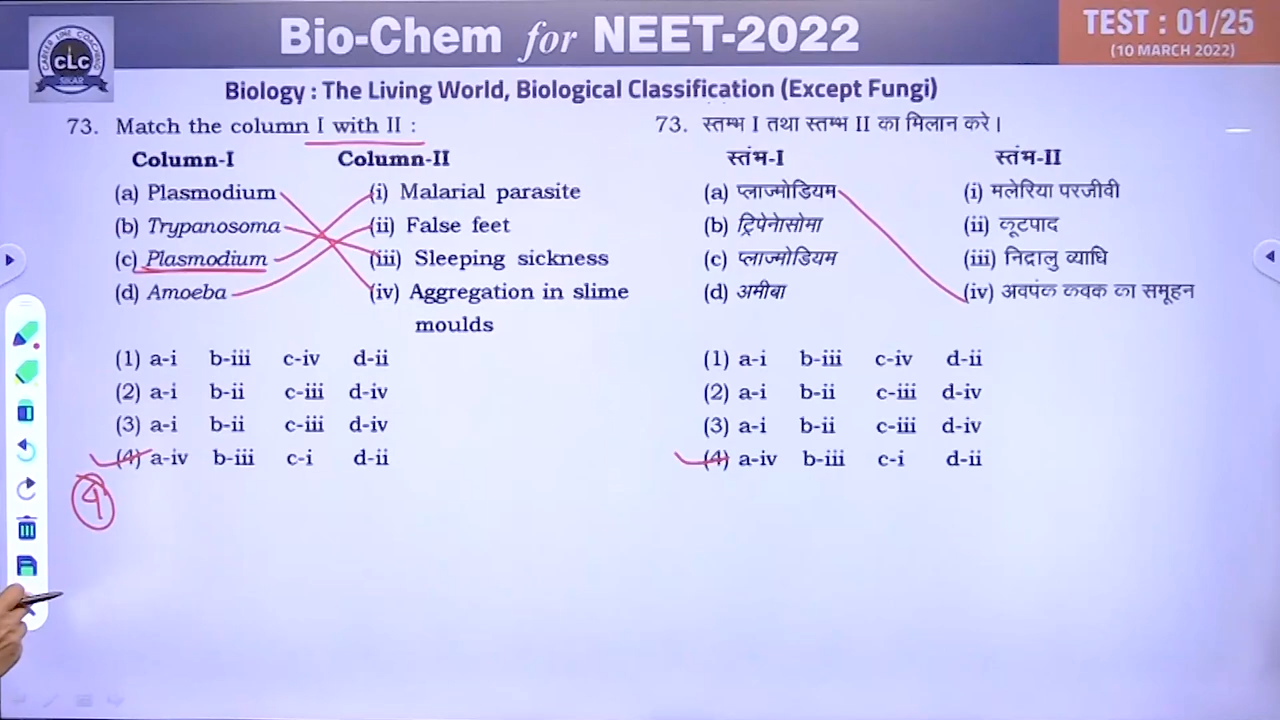 CAREER LINE COACHING
CLC
SIKAR
Bio-Chem for NEET-2022
TEST : 01/25
(10 MARCH 2022)
Biology : The Living World, Biological Classification (Except Fungi)
73. Match the column I with II :
Column-I Column-II
(a) Plasmodium (i) Malarial parasite
(b) Trypanosoma (ii) False feet
(c) Plasmodium (iii) Sleeping sickness
(d) Amoeba (iv) Aggregation in slime
moulds
(1) a-i b-iii c-iv d-ii
(2) a-i b-ii c-iii d-iv
(3) a-i b-ii c-iii d-iv
(4) a-iv b-iii c-i d-ii
4
73. स्तम्भ I तथा स्तम्भ II का मिलान करे।
स्तंभ-I स्तंभ-II
(a) प्लाज्मोडियम (i) मलेरिया परजीवी
(b) ट्रिपेनोसोमा (ii) कूटपाद
(c) प्लाज्मोडियम (iii) निद्रालु व्याधि
(d) अमीबा (iv) अवपंक कवक का समूहन
(1) a-i b-iii c-iv d-ii
(2) a-i b-ii c-iii d-iv
(3) a-i b-ii c-iii d-iv
(4) a-iv b-iii c-i d-ii